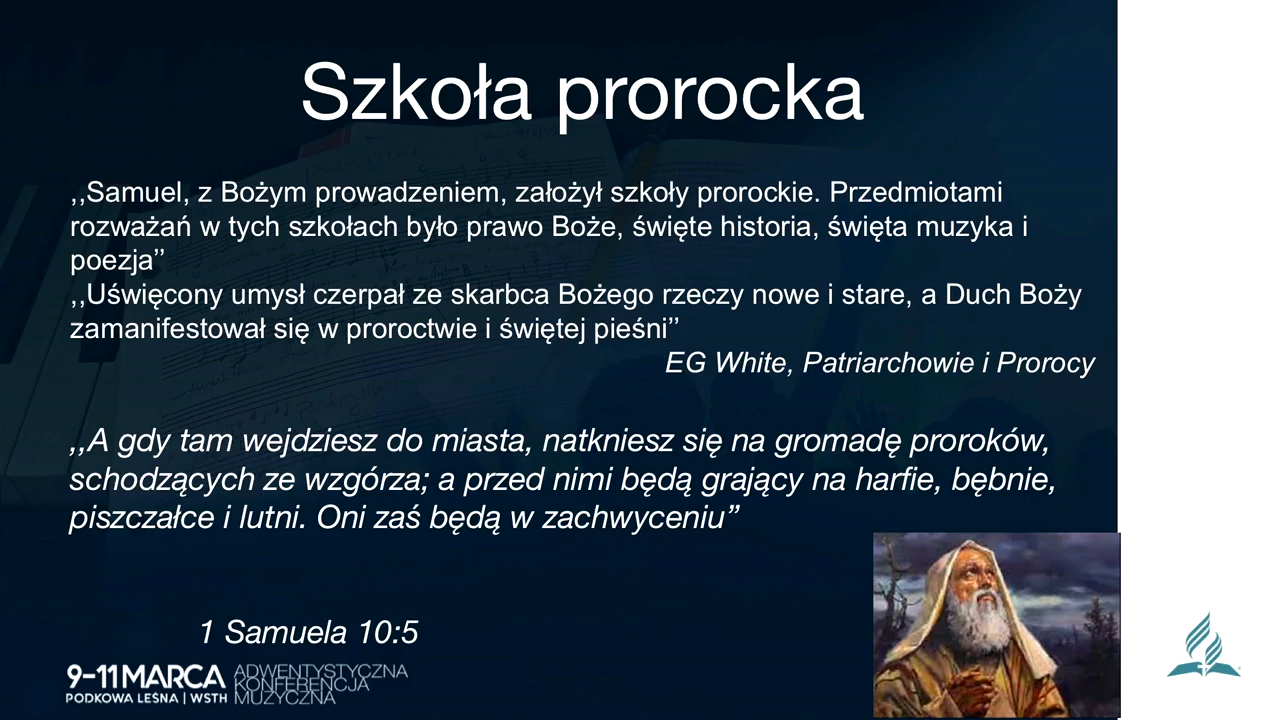 Szkoła prorocka
,,Samuel, z Bożym prowadzeniem, założył szkoły prorockie. Przedmiotami
rozważań w tych szkołach było prawo Boże, święte historia, święta muzyka i
poezja’’
,,Uświęcony umysł czerpał ze skarbca Bożego rzeczy nowe i stare, a Duch Boży
zamanifestował się w proroctwie i świętej pieśni’’
EG White, Patriarchowie i Prorocy
,,A gdy tam wejdziesz do miasta, natkniesz się na gromadę proroków,
schodzących ze wzgórza; a przed nimi będą grający na harfie, bębnie,
piszczałce i lutni. Oni zaś będą w zachwyceniu”
1 Samuela 10:5
9-11 MARCA
PODKOWA LEŚNA | WSTH
ADWENTYSTYCZNA
KONFERENCJA
MUZYCZNA